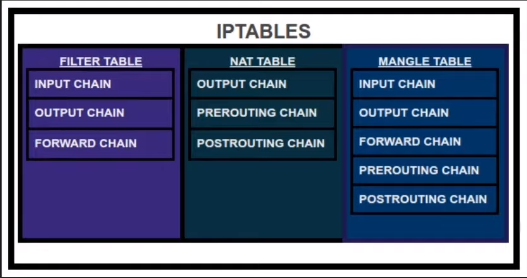 IPTABLES
FILTER TABLE
INPUT CHAIN
OUTPUT CHAIN
FORWARD CHAIN
NAT TABLE
OUTPUT CHAIN
PREROUTING CHAIN
POSTROUTING CHAIN
MANGLE TABLE
INPUT CHAIN
OUTPUT CHAIN
FORWARD CHAIN
PREROUTING CHAIN
POSTROUTING CHAIN